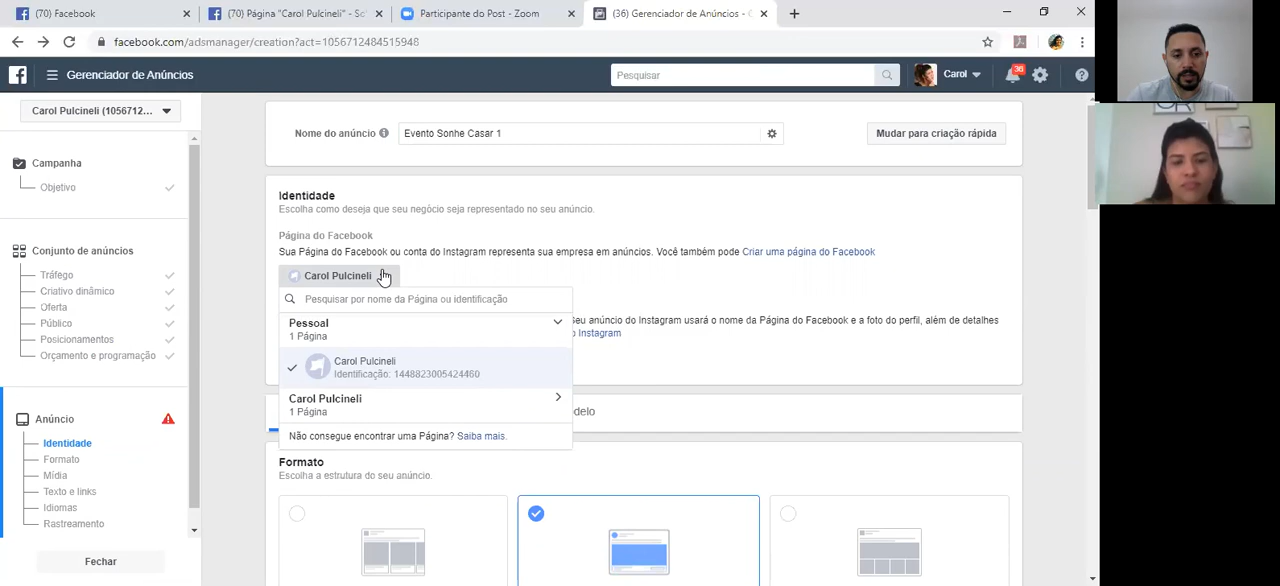 (70) Facebook
(70) Página "Carol Pulcineli" - So
Participante do Post - Zoom
(36) Gerenciador de Anúncios -
facebook.com/adsmanager/creation?act=1056712484515948
Gerenciador de Anúncios
Pesquisar
Carol
36
Carol Pulcineli (1056712...
Campanha
Objetivo
Conjunto de anúncios
Tráfego
Criativo dinâmico
Oferta
Público
Posicionamentos
Orçamento e programação
Anúncio
Identidade
Formato
Mídia
Texto e links
Idiomas
Rastreamento
Fechar
Nome do anúncio
Evento Sonhe Casar 1
Mudar para criação rápida
Identidade
Escolha como deseja que seu negócio seja representado no seu anúncio.
Página do Facebook
Sua Página do Facebook ou conta do Instagram representa sua empresa em anúncios. Você também pode Criar uma página do Facebook
Carol Pulcineli
Pesquisar por nome da Página ou identificação
Pessoal
1 Página
Carol Pulcineli
Identificação: 1448823005424460
Carol Pulcineli
1 Página
Não consegue encontrar uma Página? Saiba mais.
eu anúncio do Instagram usará o nome da Página do Facebook e a foto do perfil, além de detalhes
o Instagram
delo
Formato
Escolha a estrutura do seu anúncio.